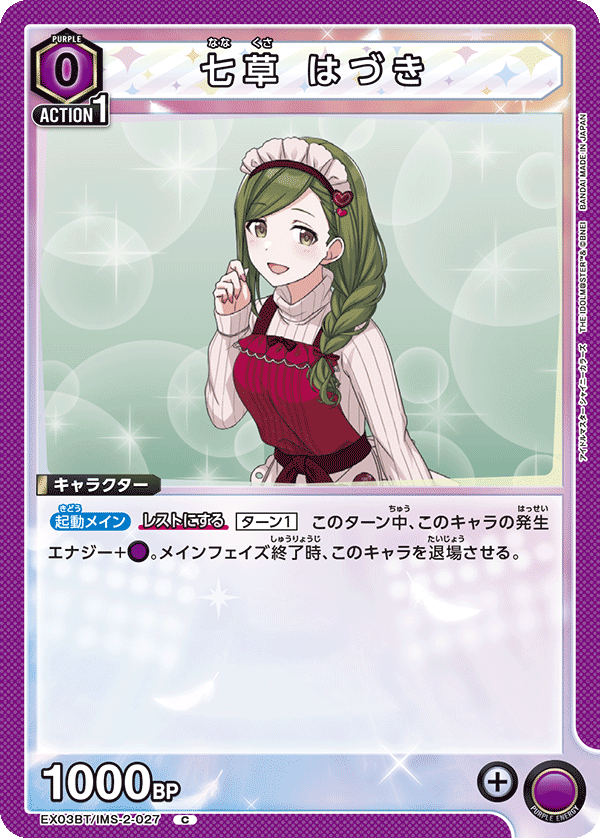 PURPLE
0
ACTION1
なな くさ
七草 はづき
BANDAI MADE IN JAPAN
THE IDOLM@STER™& ©BNEI
アイドルマスター シャイニーカラーズ
キャラクター
きどう ちゅう はっせい
起動メイン レストにする ターン1 このターン中、このキャラの発生
しゅうりょうじ たいじょう
エナジー+●。メインフェイズ終了時、このキャラを退場させる。
1000BP
+
PURPLE ENERGY
EX03BT/IMS-2-027 C